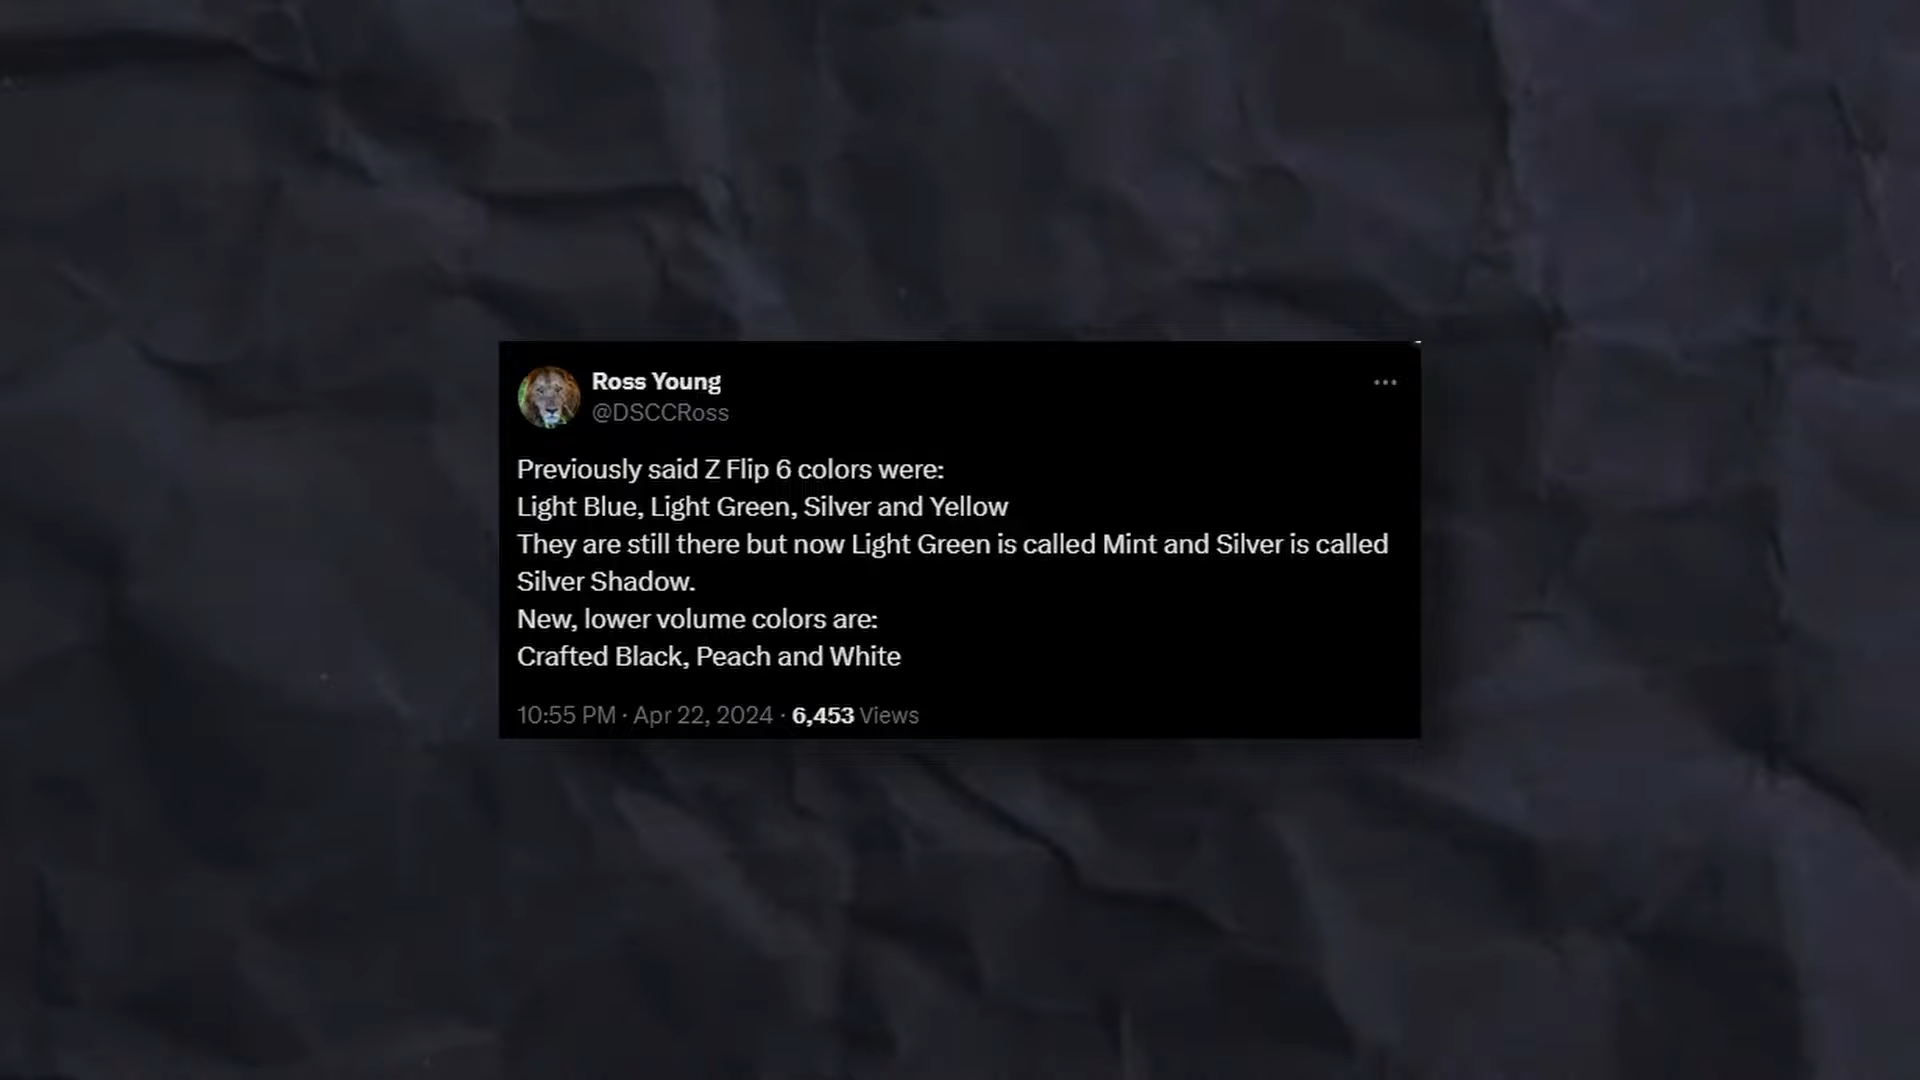 Ross Young
@DSCCRoss
Previously said Z Flip 6 colors were:
Light Blue, Light Green, Silver and Yellow
They are still there but now Light Green is called Mint and Silver is called
Silver Shadow.
New, lower volume colors are:
Crafted Black, Peach and White
10:55 PM · Apr 22, 2024 · 6,453 Views